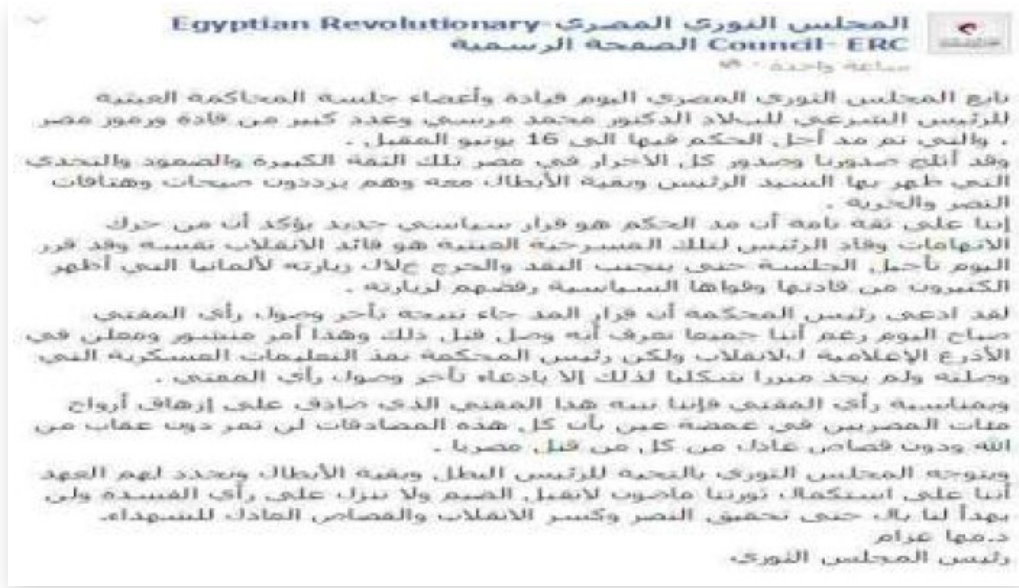 المجلس الثوري المصري-Egyptian Revolutionary
Council- ERC الصفحة الرسمية
ساعة واحدة ·
تابع المجلس الثوري المصري اليوم قيادة وأعضاء جلسة المحاكمة العبثية
للرئيس الشرعي للبلاد الدكتور محمد مرسي وعدد كبير من قادة ورموز مصر
. والتي تم مد أجل الحكم فيها الى 16 يونيو المقبل .
وقد أثلج صدورنا وصدور كل الاحرار في مصر تلك الثقة الكبيرة والصمود والتحدي
التي ظهر بها السيد الرئيس وبقية الأبطال معه وهم يرددون صيحات وهتافات
النصر والحرية .
إننا على ثقة تامة أن مد الحكم هو قرار سياسي جديد يؤكد أن من حرك
الاتهامات وقاد الرئيس لتلك المسرحية العبثية هو قائد الانقلاب نفسه وقد قرر
اليوم تأجيل الجلسة حتى يتجنب النقد والحرج خلال زيارته لألمانيا التي أظهر
الكثيرون من قادتها وقواها السياسية رفضهم لزيارته .
لقد ادعى رئيس المحكمة أن قرار المد جاء نتيجة تأخر وصول رأي المفتي
صباح اليوم رغم أننا جميعا نعرف أنه وصل قبل ذلك وهذا أمر منشور ومعلن في
الأذرع الإعلامية للانقلاب ولكن رئيس المحكمة نفذ التعليمات العسكرية التي
وصلته ولم يجد مبررا شكليا لذلك إلا بادعاء تأخر وصول رأي المفتي .
وبمناسبة رأي المفتي فإننا ننبه هذا المفتي الذي صادق على إزهاق أرواح
مئات المصريين في غمضة عين بأن كل هذه المصادقات لن تمر دون عقاب من
الله ودون قصاص عادل من كل من قتل مصريا .
ويتوجه المجلس الثوري بالتحية للرئيس البطل وبقية الأبطال ونجدد لهم العهد
أننا على استكمال ثورتنا ماضون لانقبل الضيم ولا ننزل على رأي الفسدة ولن
يهدأ لنا بال حتى تحقيق النصر وكسر الانقلاب والقصاص العادل للشهداء.
د.مها عزام
رئيس المجلس الثوري